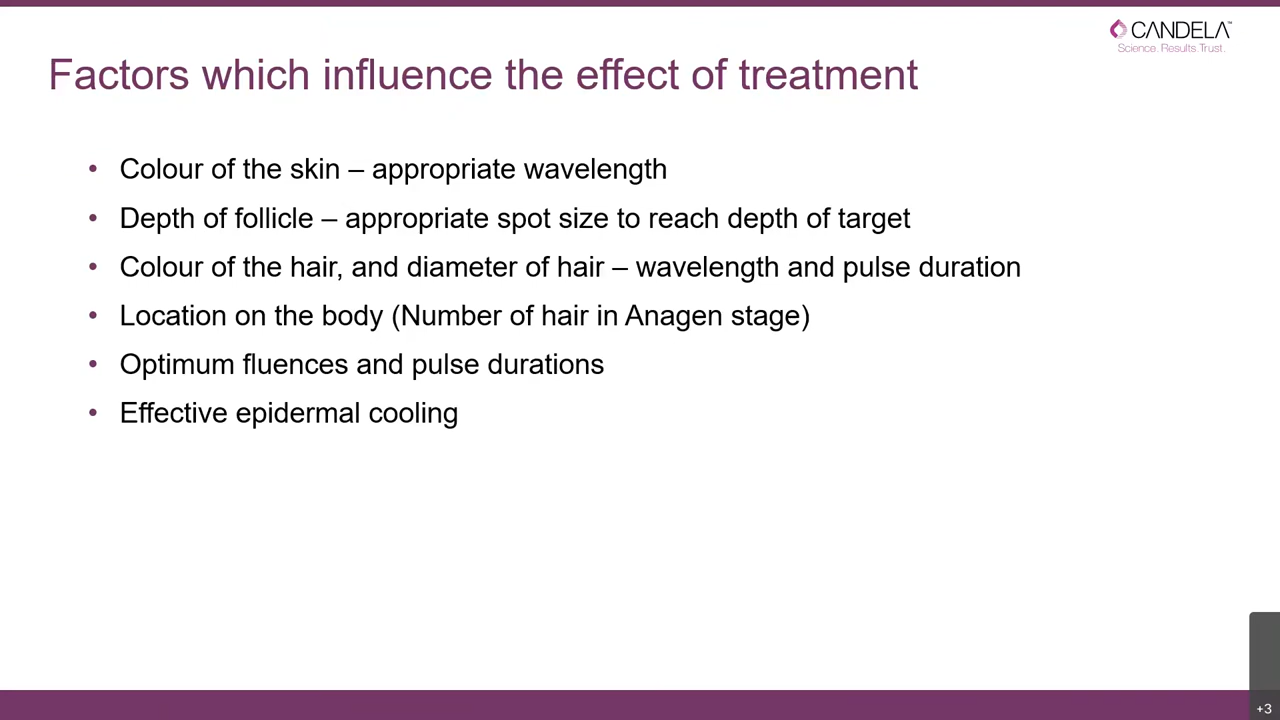 CANDELA™
Science. Results. Trust.
Factors which influence the effect of treatment
• Colour of the skin – appropriate wavelength
• Depth of follicle – appropriate spot size to reach depth of target
• Colour of the hair, and diameter of hair – wavelength and pulse duration
• Location on the body (Number of hair in Anagen stage)
• Optimum fluences and pulse durations
• Effective epidermal cooling
+3